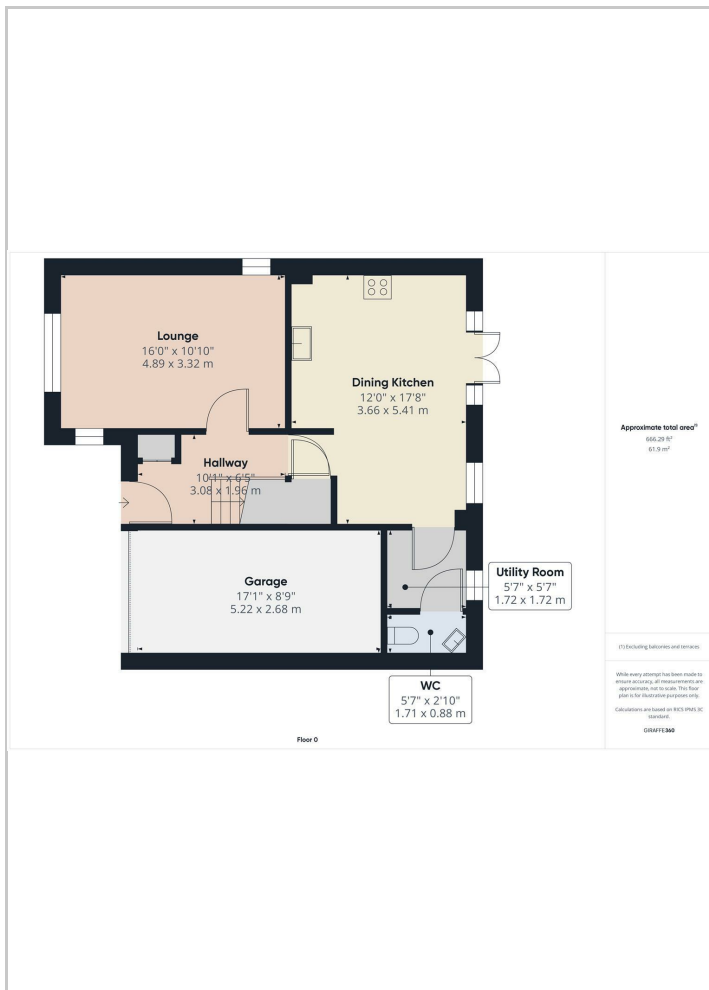 Lounge
16'0" x 10'10"
4.89 x 3.32 m
Dining Kitchen
12'0" x 17'8"
3.66 x 5.41 m
Hallway
10'1" x 6'5"
3.08 x 1.96 m
Garage
17'1" x 8'9"
5.22 x 2.68 m
Utility Room
5'7" x 5'7"
1.72 x 1.72 m
WC
5'7" x 2'10"
1.71 x 0.88 m
Floor 0
Approximate total area⁽¹⁾
666.29 ft²
61.9 m²
(1) Excluding balconies and terraces.
While every attempt has been made to
ensure accuracy, all measurements are
approximate, not to scale. This floor
plan is for illustrative purposes only.
Calculations are based on RICS IPMS 3C
standard.
GIRAFFE360